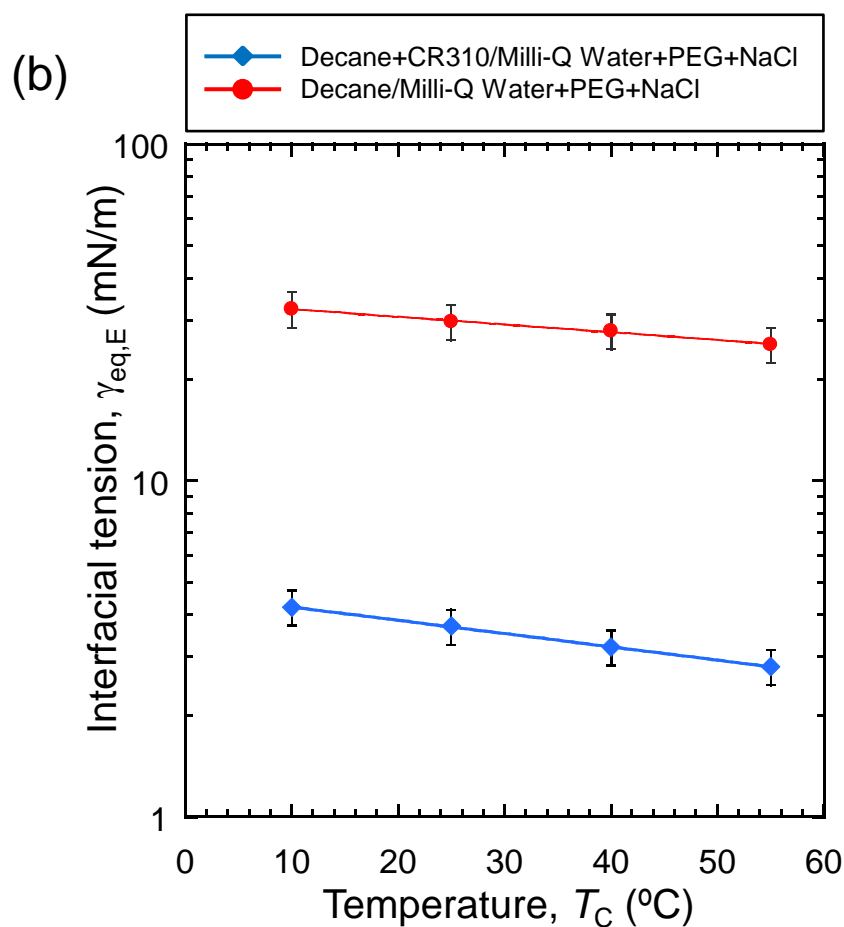 (b)
Decane+CR310/Milli-Q Water+PEG+NaCl
Decane/Milli-Q Water+PEG+NaCl
Interfacial tension, γeq,E (mN/m)
100
10
1
0 10 20 30 40 50 60
Temperature, TC (ºC)